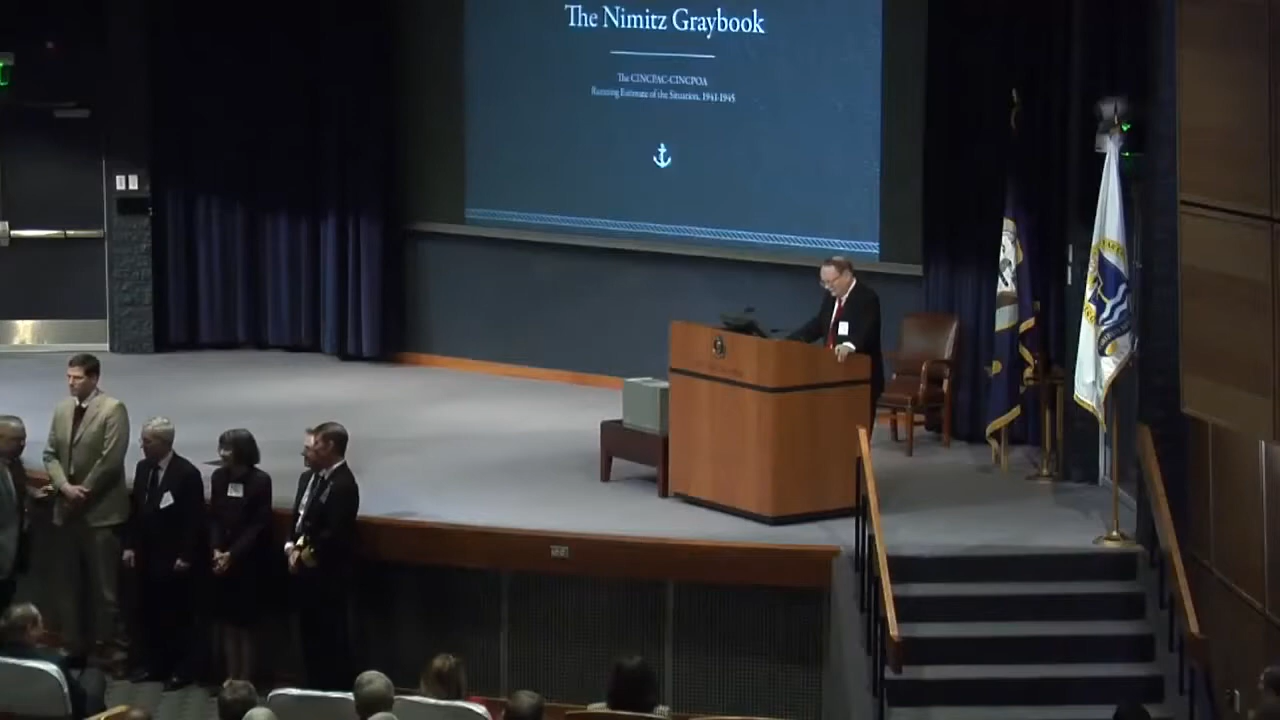 The Nimitz Graybook
The CINCPAC-CINCPOA
Running Estimate of the Situation, 1941-1945